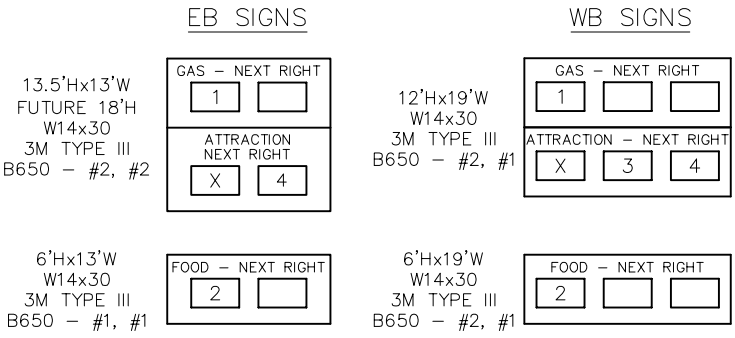 EB SIGNS
13.5'Hx13'W
FUTURE 18'H
W14x30
3M TYPE III
B650 – #2, #2
GAS – NEXT RIGHT
1
ATTRACTION
NEXT RIGHT
X 4
6'Hx13'W
W14x30
3M TYPE III
B650 – #1, #1
FOOD – NEXT RIGHT
2
WB SIGNS
12'Hx19'W
W14x30
3M TYPE III
B650 – #2, #1
GAS – NEXT RIGHT
1
ATTRACTION – NEXT RIGHT
X 3 4
6'Hx19'W
W14x30
3M TYPE III
B650 – #2, #1
FOOD – NEXT RIGHT
2